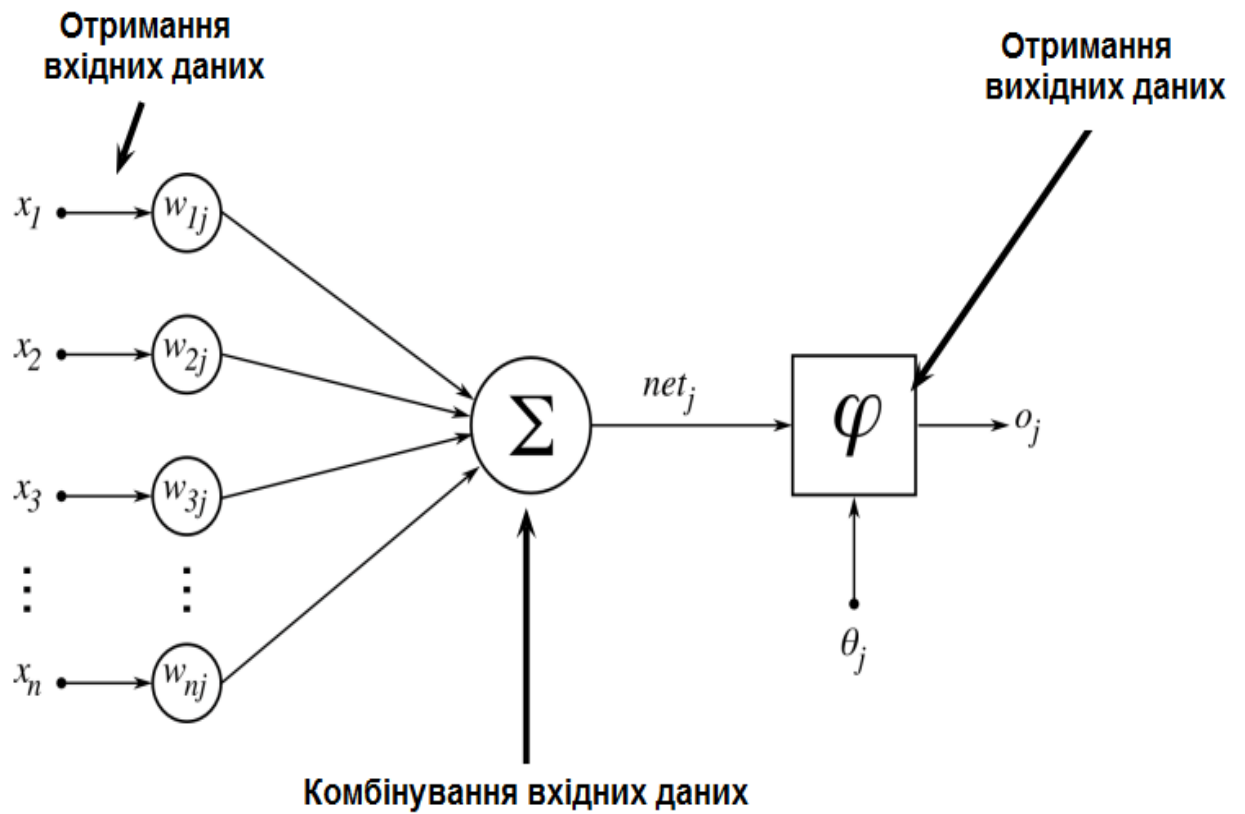 Отримання
вхідних даних
Отримання
вихідних даних
x₁
w₁ⱼ
x₂
w₂ⱼ
Σ
netⱼ
φ
oⱼ
x₃
w₃ⱼ
⋮ ⋮
θⱼ
xₙ
wₙⱼ
Комбінування вхідних даних